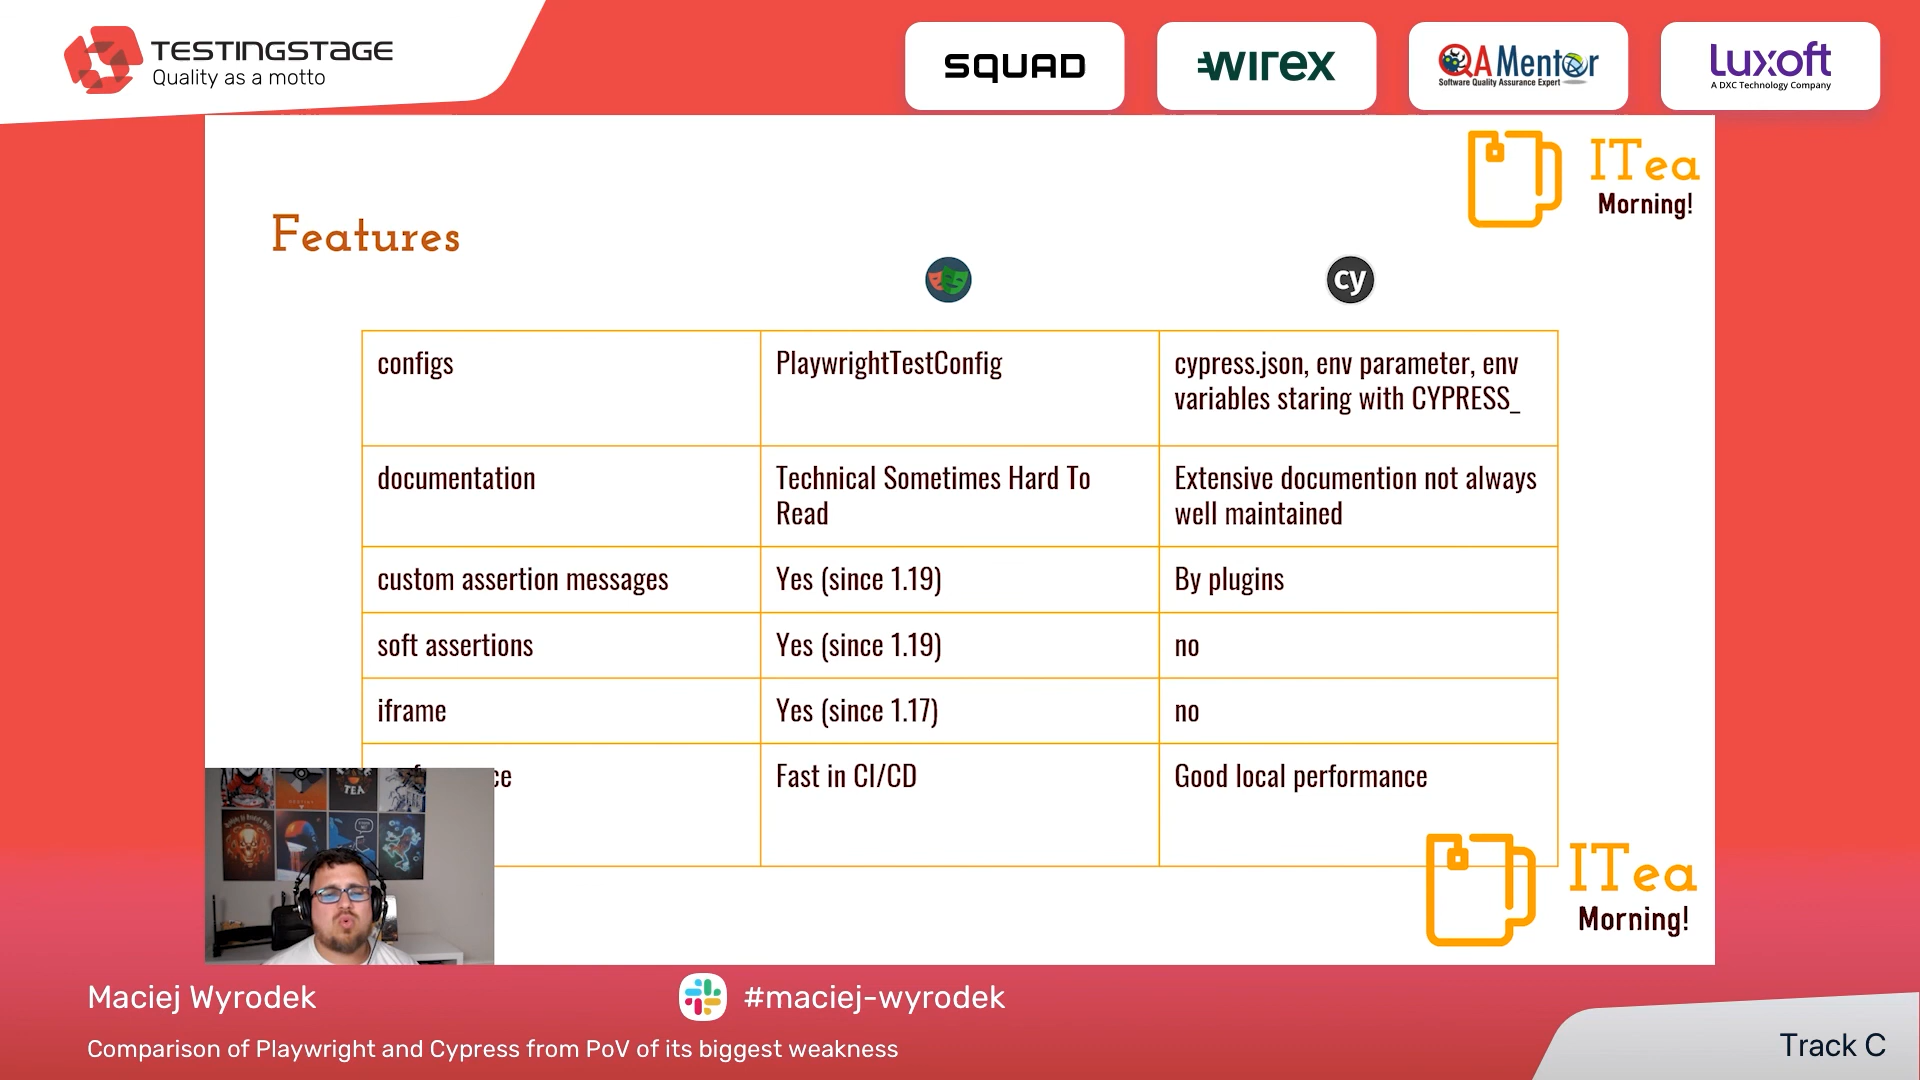 TESTINGSTAGE
Quality as a motto
SQUAD
WIREX
QA Mentor
Software Quality Assurance Expert
Luxoft
A DXC Technology Company
ITea
Morning!
Features
cy
configs
PlaywrightTestConfig
cypress.json, env parameter, env
variables staring with CYPRESS_
documentation
Technical Sometimes Hard To
Read
Extensive documention not always
well maintained
custom assertion messages
Yes (since 1.19)
By plugins
soft assertions
Yes (since 1.19)
no
iframe
Yes (since 1.17)
no
Fast in CI/CD
Good local performance
TEA
ITea
Morning!
Maciej Wyrodek
#maciej-wyrodek
Comparison of Playwright and Cypress from PoV of its biggest weakness
Track C